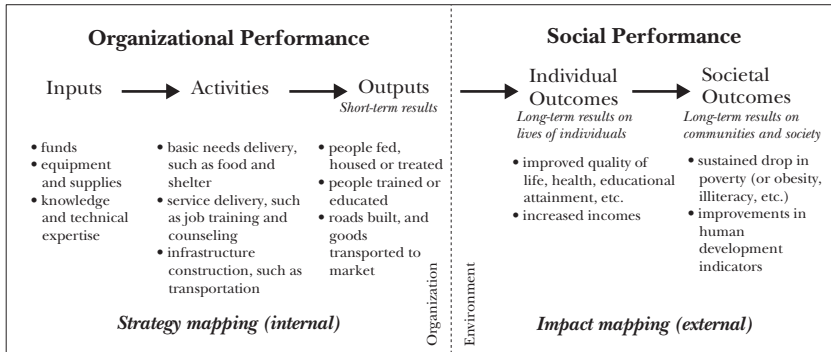 Organizational Performance
Inputs
Activities
Outputs
Short-term results
• funds
• equipment
and supplies
• knowledge
and technical
expertise
• basic needs delivery,
such as food and
shelter
• service delivery, such
as job training and
counseling
• infrastructure
construction, such as
transportation
• people fed,
housed or treated
• people trained or
educated
• roads built, and
goods
transported to
market
Strategy mapping (internal)
Organization
Environment
Social Performance
Individual
Outcomes
Long-term results on
lives of individuals
Societal
Outcomes
Long-term results on
communities and society
• improved quality of
life, health, educational
attainment, etc.
• increased incomes
• sustained drop in
poverty (or obesity,
illiteracy, etc.)
• improvements in
human
development
indicators
Impact mapping (external)